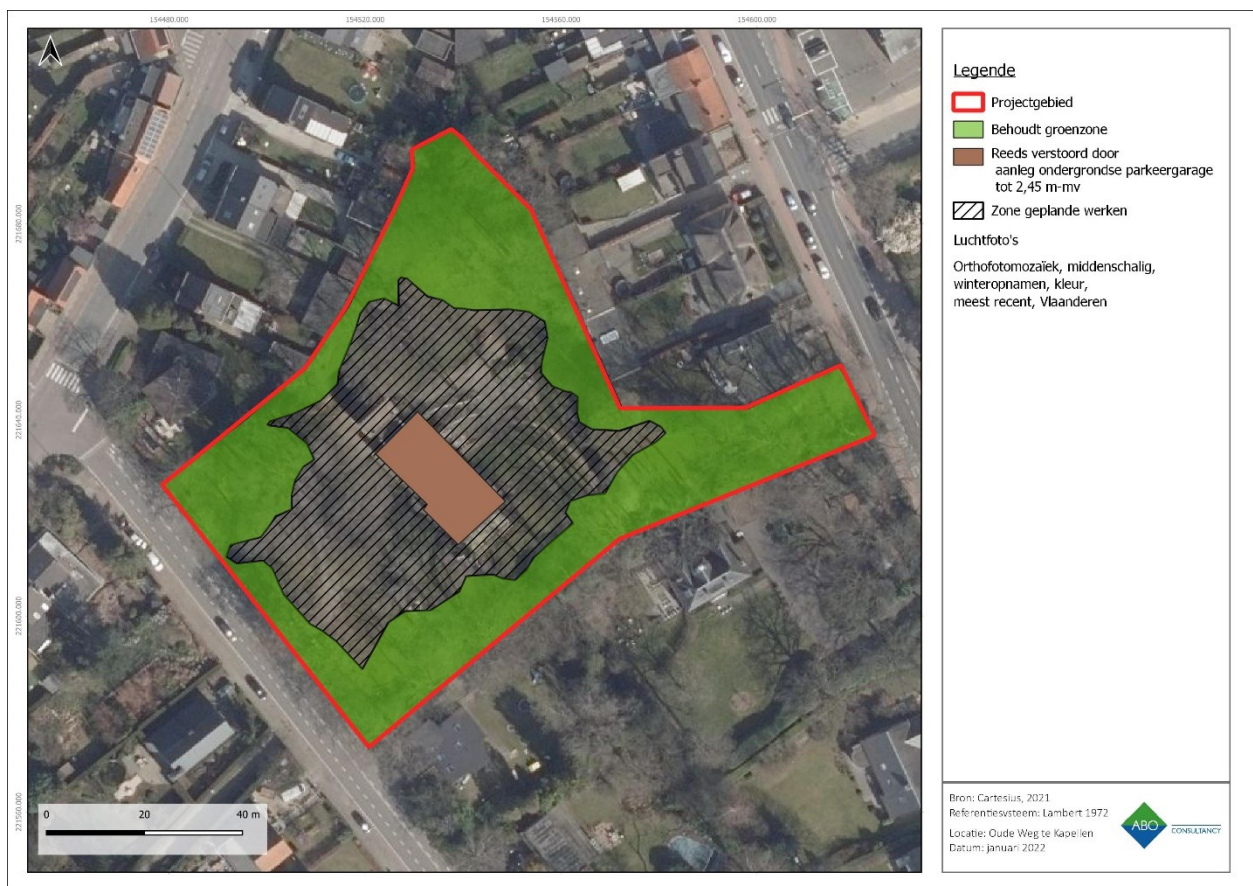 154480.000
154520.000
154560.000
154600.000
221680.000
221640.000
221600.000
221560.000
0 20 40 m
Legende
Projectgebied
Behoudt groenzone
Reeds verstoord door
aanleg ondergrondse parkeergarage
tot 2,45 m-mv
Zone geplande werken
Luchtfoto's
Orthofotomozaïek, middenschalig,
winteropnamen, kleur,
meest recent, Vlaanderen
Bron: Cartesius, 2021
Referentiesysteem: Lambert 1972
Locatie: Oude Weg te Kapellen
Datum: januari 2022
ABO
CONSULTANCY